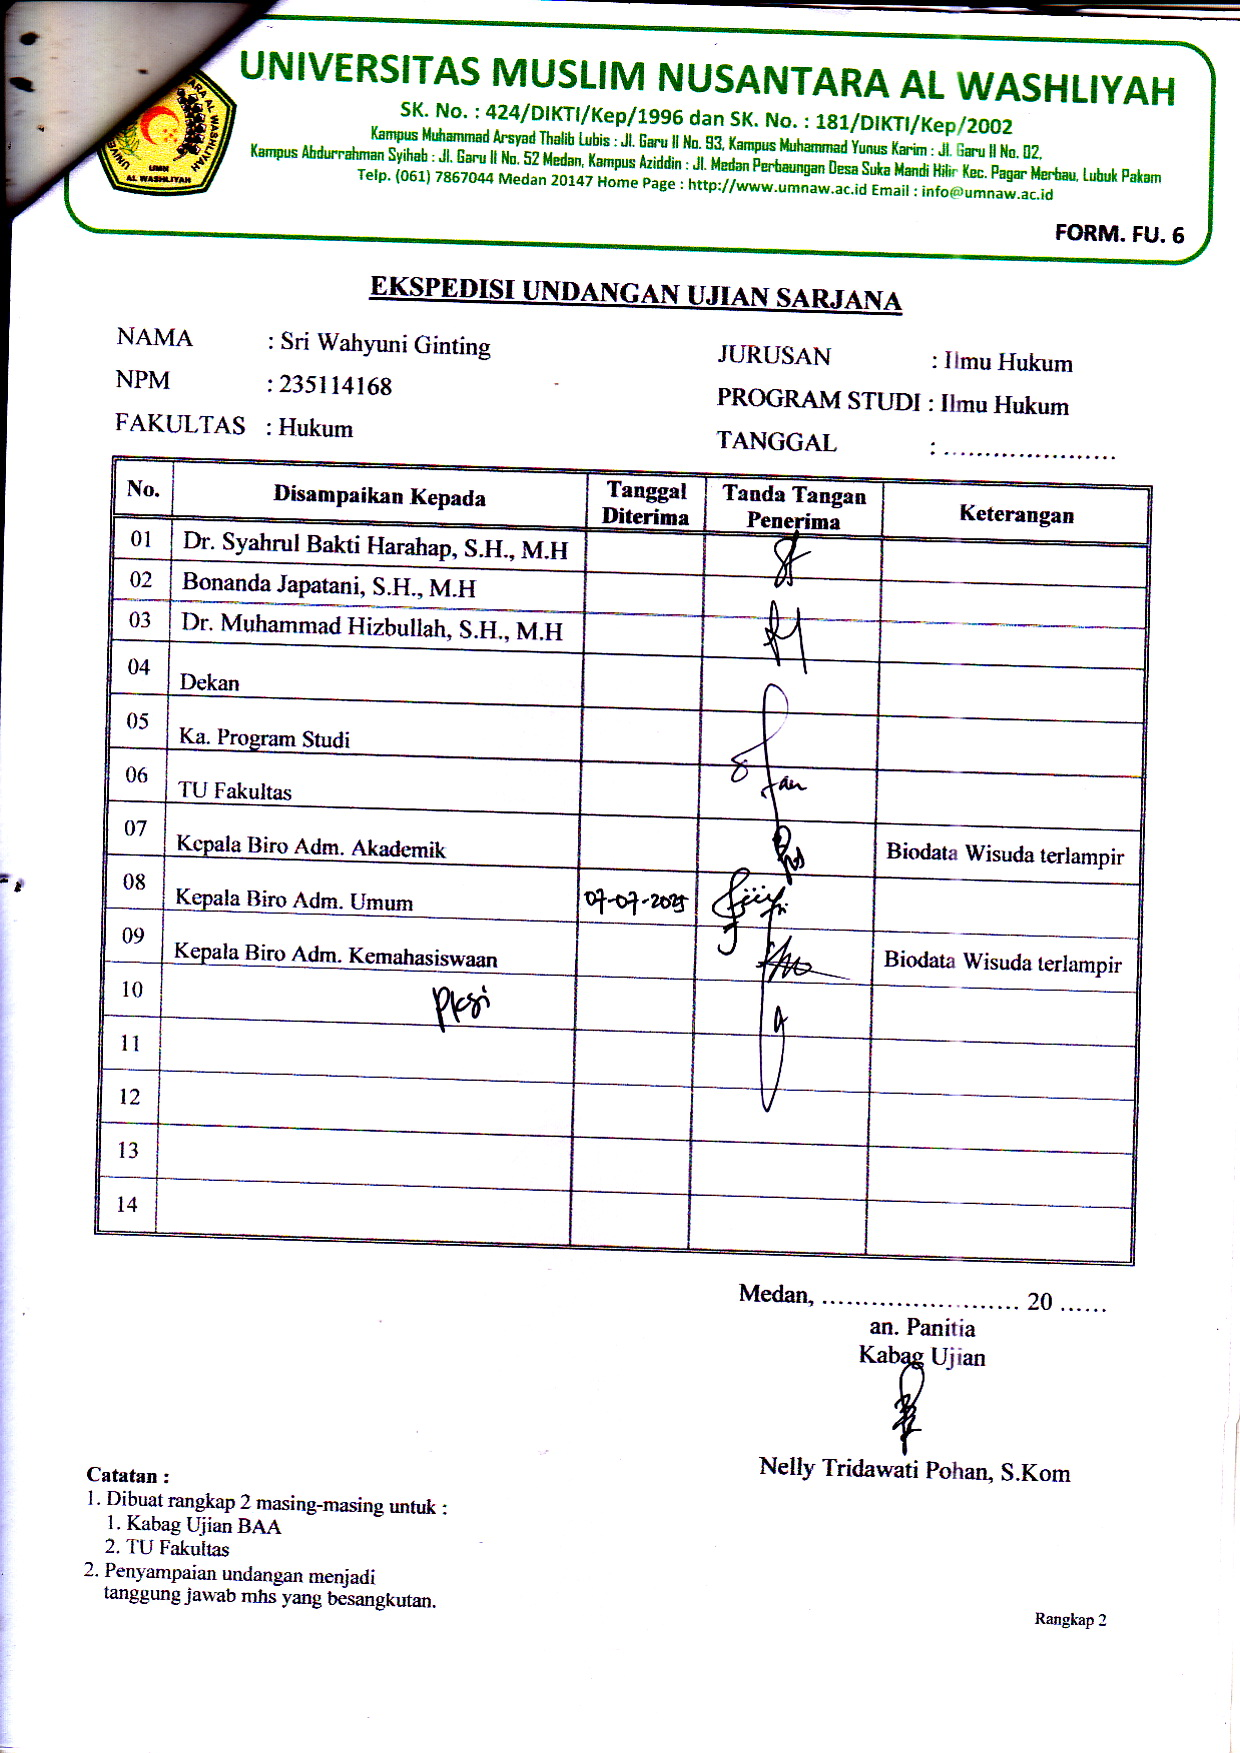 UNIVERSITAS MUSLIM NUSANTARA AL WASHLIYAH
SK. No. : 424/DIKTI/Kep/1996 dan SK. No. : 181/DIKTI/Kep/2002
Kampus Muhammad Arsyad Thalib Lubis : Jl. Garu II No. 93, Kampus Muhammad Yunus Karim : Jl. Garu II No. 02,
Kampus Abdurrahman Syihab : Jl. Garu II No. 52 Medan, Kampus Aziddin : Jl. Medan Perbaungan Desa Suka Mandi Hilir Kec. Pagar Merbau, Lubuk Pakam
Telp. (061) 7867044 Medan 20147 Home Page : http://www.umnaw.ac.id Email : info@umnaw.ac.id
UMN
AL WASHLIYAH
FORM. FU. 6
EKSPEDISI UNDANGAN UJIAN SARJANA
NAMA : Sri Wahyuni Ginting
NPM : 235114168
FAKULTAS : Hukum
JURUSAN : Ilmu Hukum
PROGRAM STUDI : Ilmu Hukum
TANGGAL : .....................
No. Disampaikan Kepada Tanggal Diterima Tanda Tangan Penerima Keterangan
01 Dr. Syahrul Bakti Harahap, S.H., M.H
02 Bonanda Japatani, S.H., M.H
03 Dr. Muhammad Hizbullah, S.H., M.H
04 Dekan
05 Ka. Program Studi
06 TU Fakultas
07 Kepala Biro Adm. Akademik Biodata Wisuda terlampir
08 Kepala Biro Adm. Umum 07-07-2025
09 Kepala Biro Adm. Kemahasiswaan Biodata Wisuda terlampir
10
11
12
13
14
Medan, ........................ 20 ......
an. Panitia
Kabag Ujian
Nelly Tridawati Pohan, S.Kom
Catatan :
1. Dibuat rangkap 2 masing-masing untuk :
1. Kabag Ujian BAA
2. TU Fakultas
2. Penyampaian undangan menjadi
tanggung jawab mhs yang besangkutan.
Rangkap 2